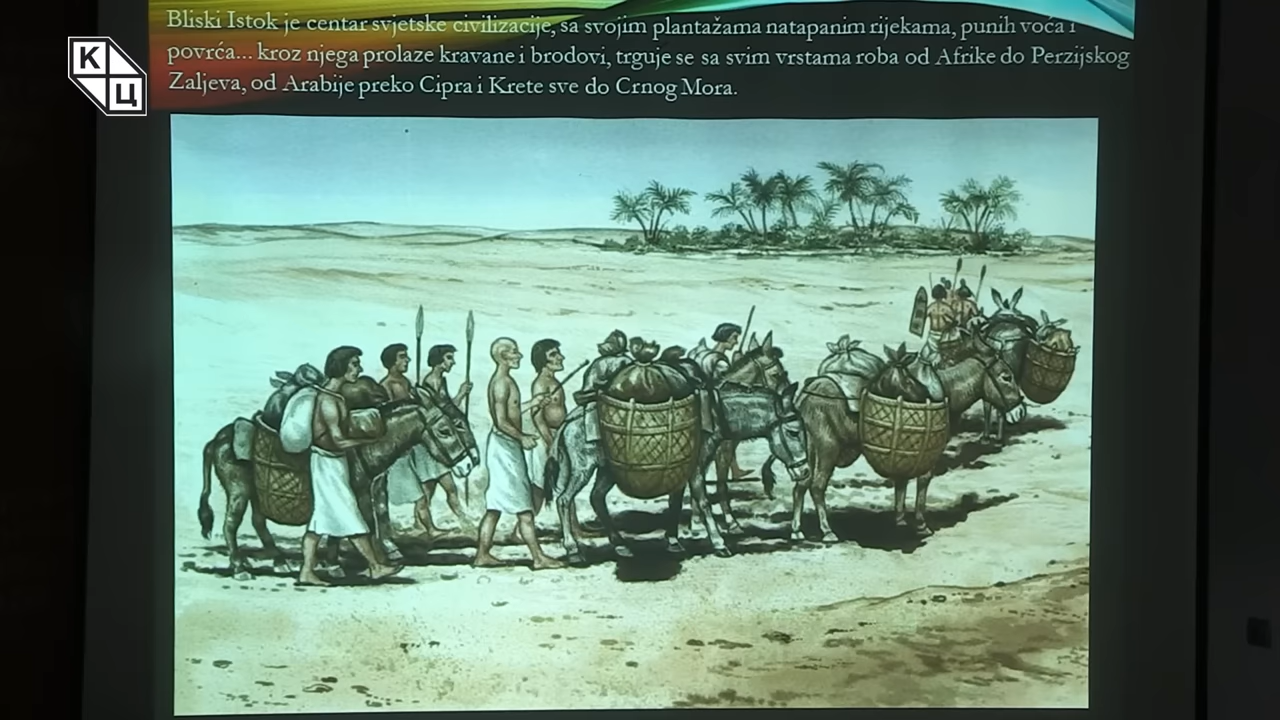 Bliski Istok je centar svjetske civilizacije, sa svojim plantažama natapanim rijekama, punih voća i
povrća... kroz njega prolaze kravane i brodovi, trguje se sa svim vrstama roba od Afrike do Perzijskog
Zaljeva, od Arabije preko Cipra i Krete sve do Crnog Mora.
К
Ц